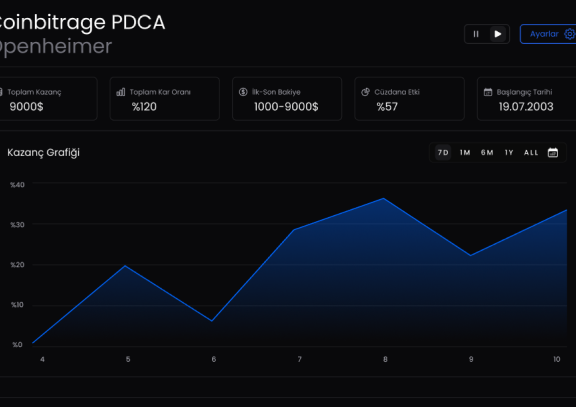 Coinbitrage PDCA
Openheimer
Ayarlar
Toplam Kazanç
9000$
Toplam Kar Oranı
%120
İlk-Son Bakiye
1000-9000$
Cüzdana Etki
%57
Başlangıç Tarihi
19.07.2003
Kazanç Grafiği
7D 1M 6M 1Y ALL
%40
%30
%20
%10
%0
4 5 6 7 8 9 10